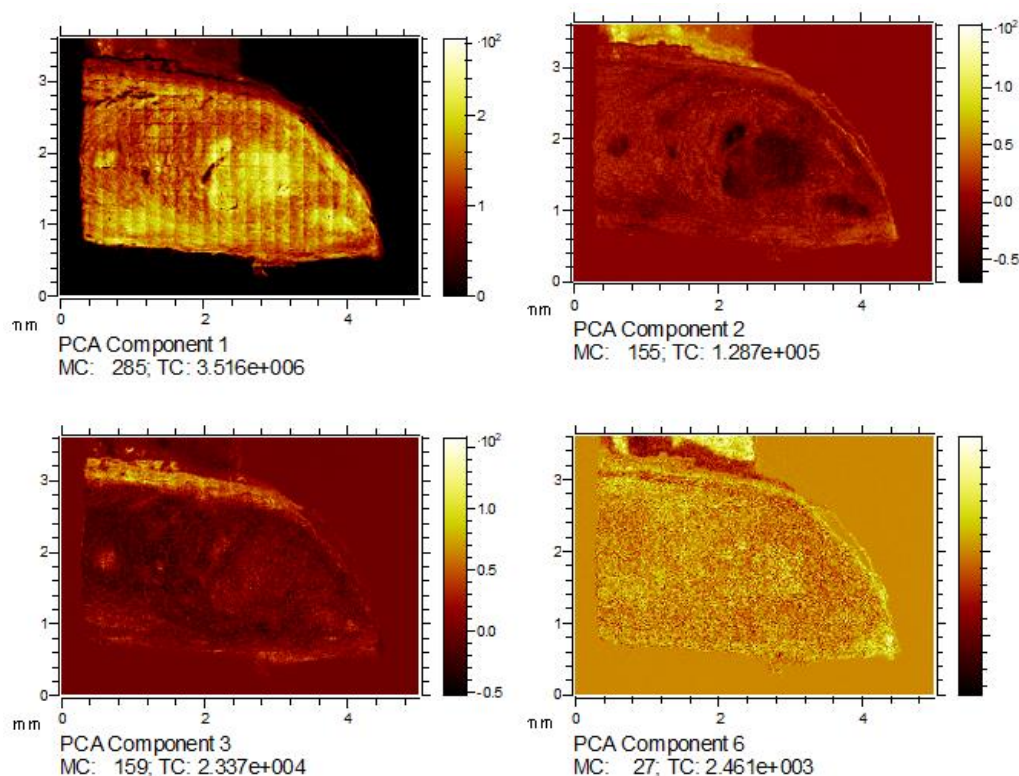 ·10²
3
2
1
0
2
1
0
mm
0 2 4
PCA Component 1
MC: 285; TC: 3.516e+006
·10²
3
2
1
0
1.0
0.5
0.0
-0.5
mm
0 2 4
PCA Component 2
MC: 155; TC: 1.287e+005
·10²
3
2
1
0
1.0
0.5
0.0
-0.5
mm
0 2 4
PCA Component 3
MC: 159; TC: 2.337e+004
3
2
1
0
mm
0 2 4
PCA Component 6
MC: 27; TC: 2.461e+003